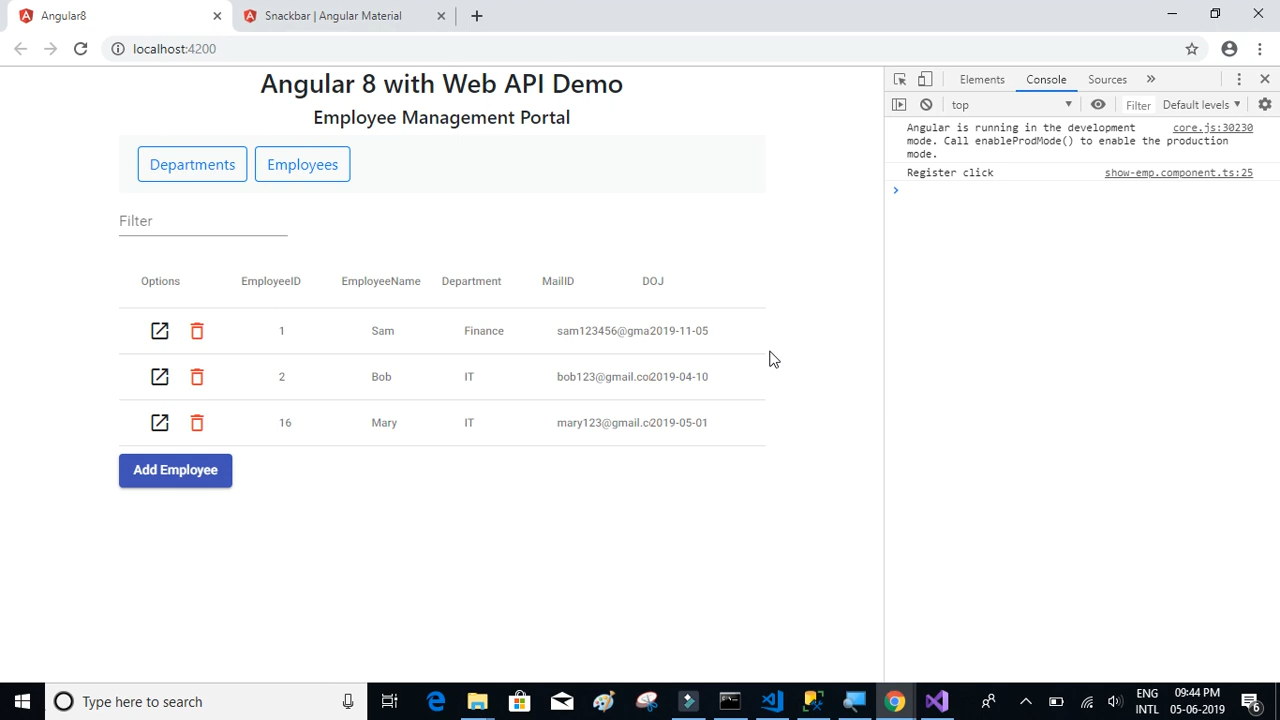 Angular8
Snackbar | Angular Material
localhost:4200
Angular 8 with Web API Demo
Employee Management Portal
Departments
Employees
Filter
Options EmployeeID EmployeeName Department MailID DOJ
1 Sam Finance sam123456@gma2019-11-05
2 Bob IT bob123@gmail.co2019-04-10
16 Mary IT mary123@gmail.c2019-05-01
Add Employee
Elements Console Sources »
top Filter Default levels
Angular is running in the development core.js:30230
mode. Call enableProdMode() to enable the production
mode.
Register click show-emp.component.ts:25
Type here to search
ENG 09:44 PM
INTL 05-06-2019
6